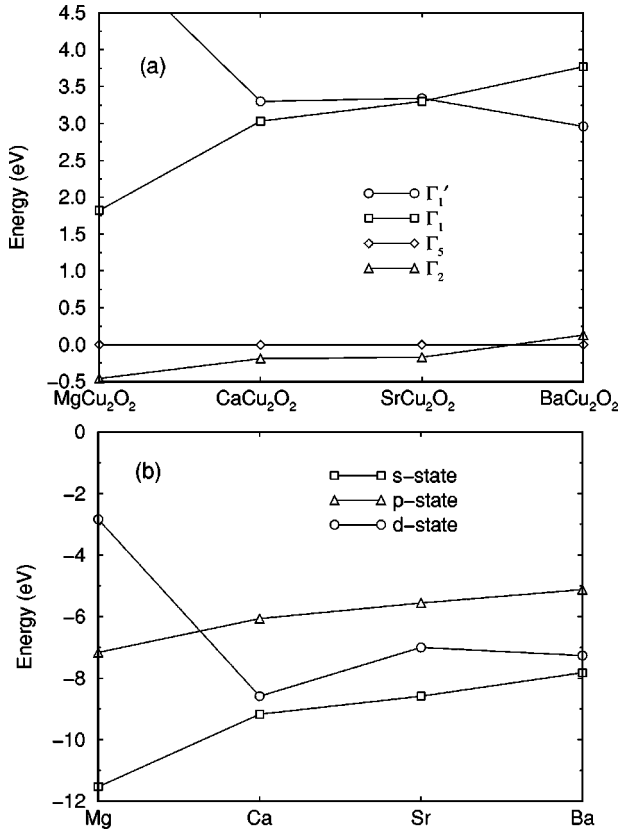 4.5
(a)
4.0
3.5
3.0
2.5
2.0
1.5
1.0
0.5
0.0
−0.5
Energy (eV)
Γ₁′
Γ₁
Γ₅
Γ₂
MgCu₂O₂ CaCu₂O₂ SrCu₂O₂ BaCu₂O₂
0
(b)
−2
−4
−6
−8
−10
−12
Energy (eV)
s−state
p−state
d−state
Mg Ca Sr Ba